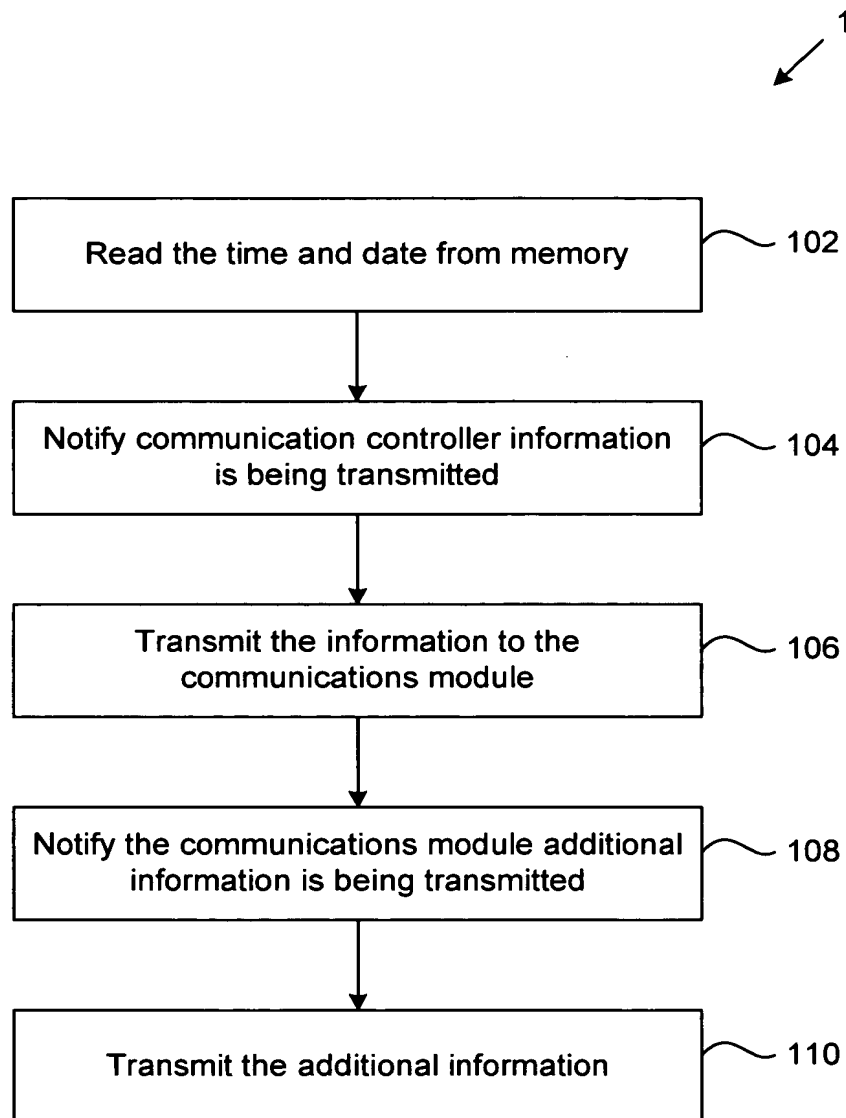 1
Read the time and date from memory
102
Notify communication controller information
is being transmitted
104
Transmit the information to the
communications module
106
Notify the communications module additional
information is being transmitted
108
Transmit the additional information
110